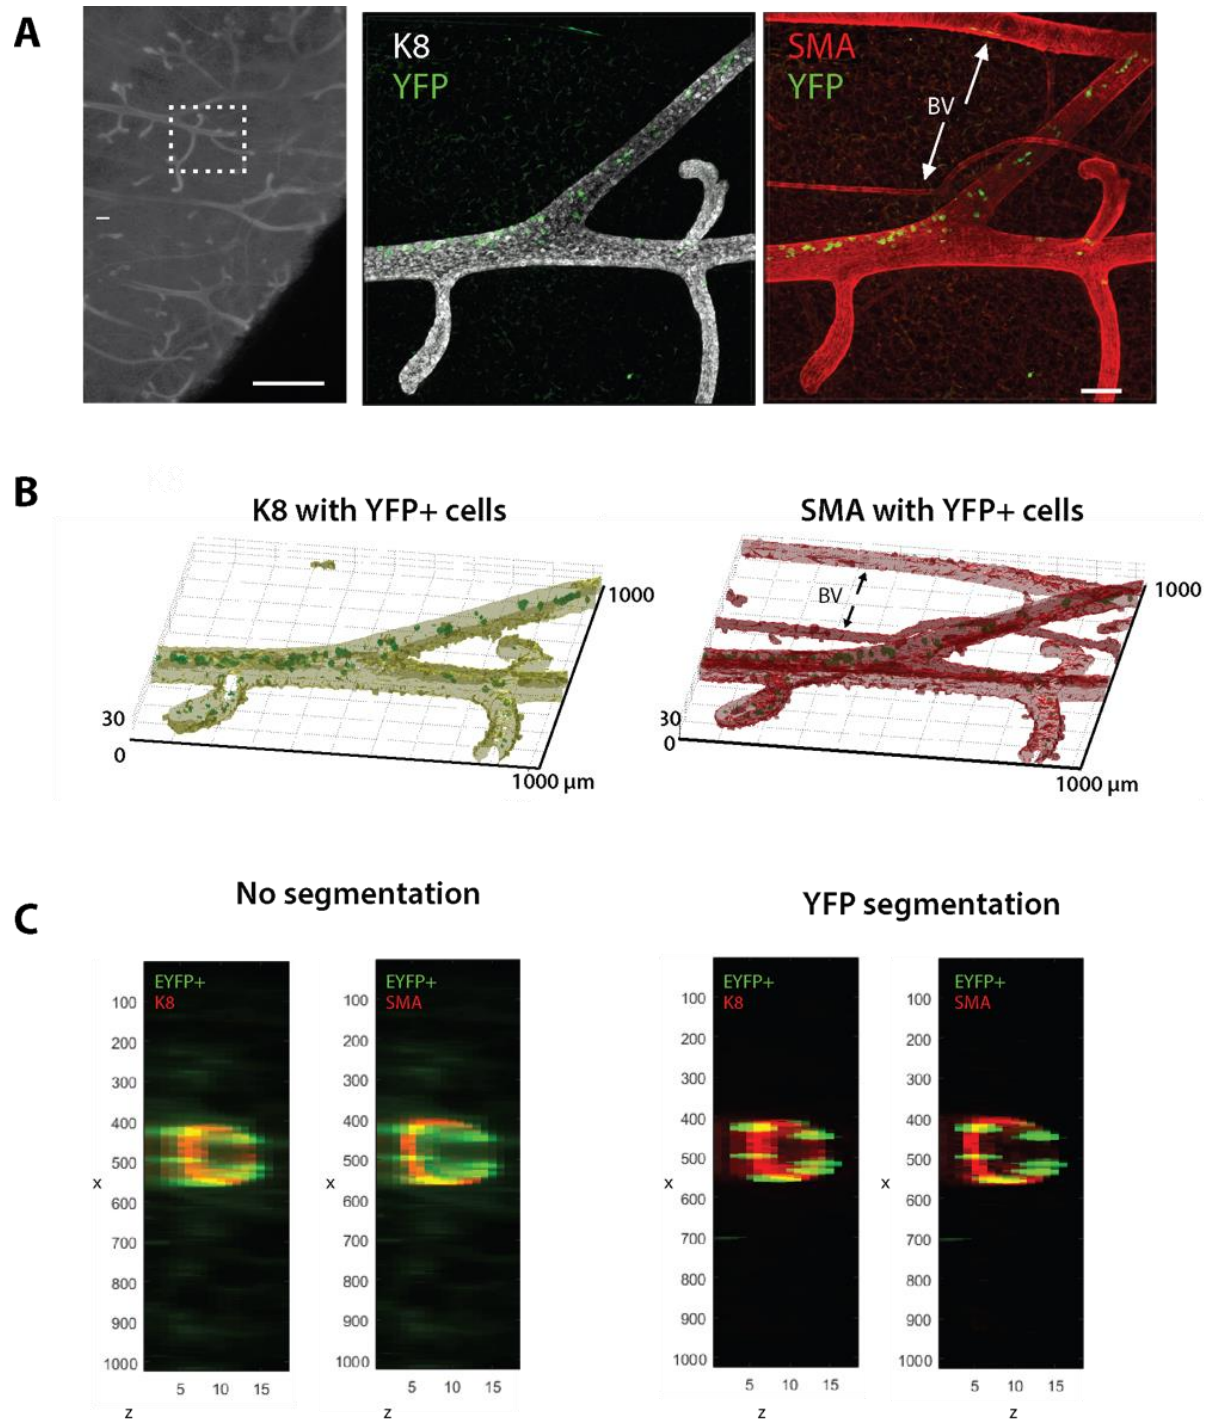 A
K8
YFP
SMA
YFP
BV
B
K8
K8 with YFP+ cells
SMA with YFP+ cells
BV
1000
1000
30
0
1000 µm
30
0
1000 µm
C
No segmentation
YFP segmentation
EYFP+
K8
100
200
300
400
500
x
600
700
800
900
1000
5 10 15
z
EYFP+
SMA
100
200
300
400
500
x
600
700
800
900
1000
5 10 15
EYFP+
K8
100
200
300
400
500
x
600
700
800
900
1000
5 10 15
z
EYFP+
SMA
100
200
300
400
500
x
600
700
800
900
1000
5 10 15
z